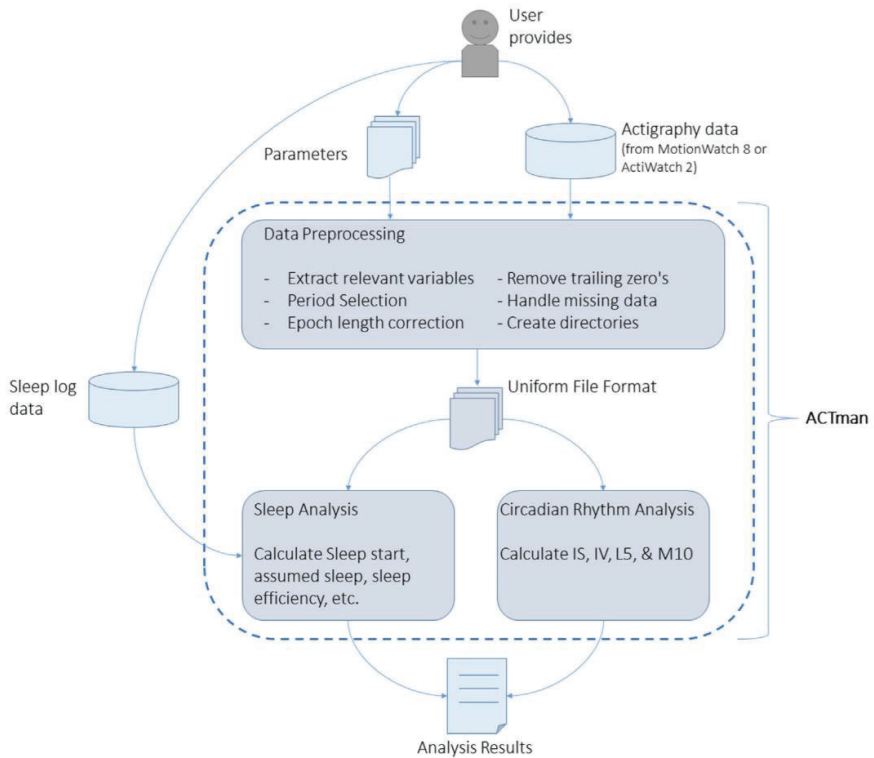 User
provides
Parameters
Actigraphy data
(from MotionWatch 8 or
ActiWatch 2)
Data Preprocessing
- Extract relevant variables
- Period Selection
- Epoch length correction
- Remove trailing zero's
- Handle missing data
- Create directories
Sleep log
data
Uniform File Format
ACTman
Sleep Analysis
Calculate Sleep start,
assumed sleep, sleep
efficiency, etc.
Circadian Rhythm Analysis
Calculate IS, IV, L5, & M10
Analysis Results